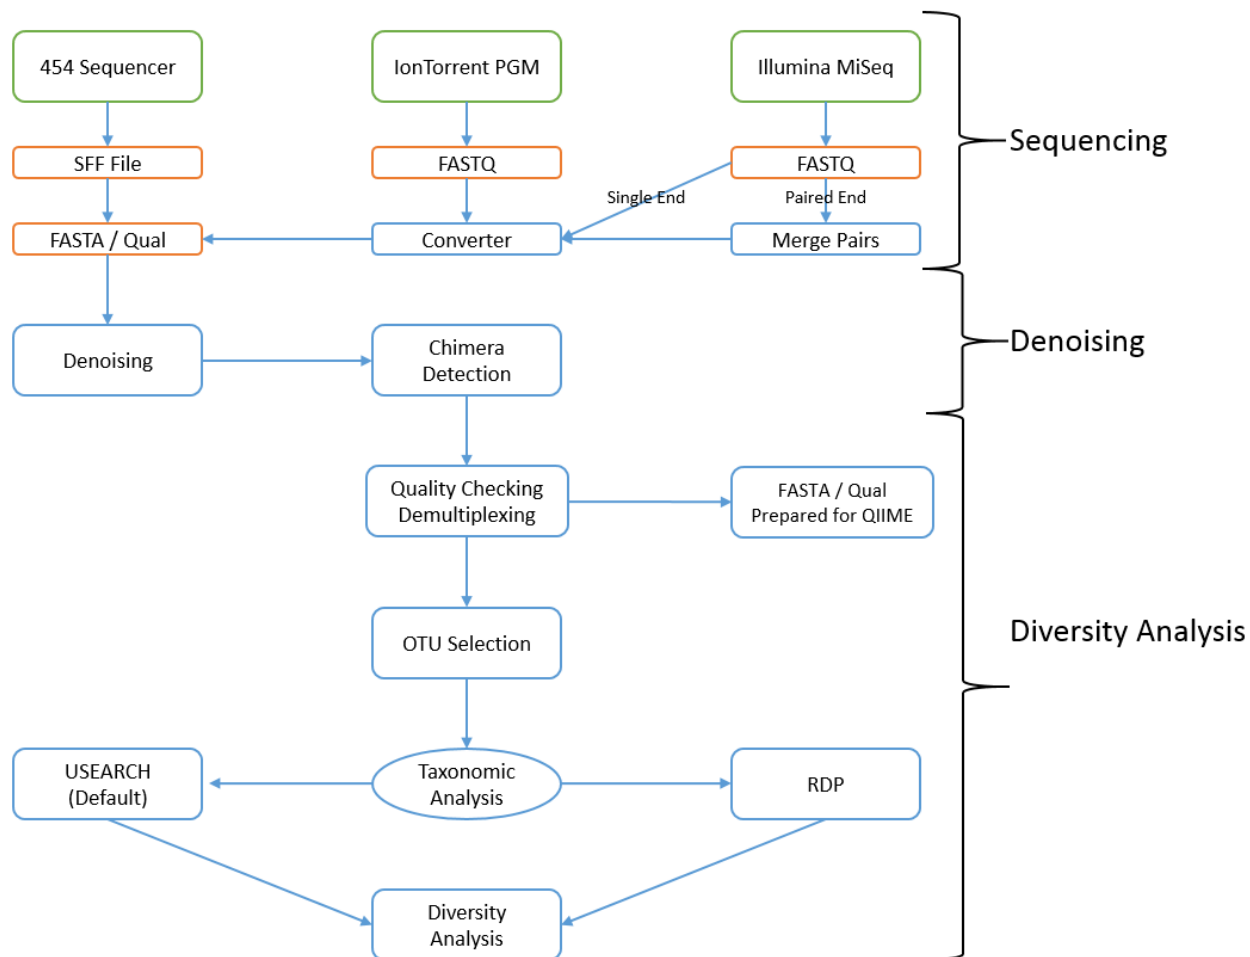 454 Sequencer
IonTorrent PGM
Illumina MiSeq
Sequencing
SFF File
FASTQ
FASTQ
Single End
Paired End
FASTA / Qual
Converter
Merge Pairs
Denoising
Chimera
Detection
Denoising
Quality Checking
Demultiplexing
FASTA / Qual
Prepared for QIIME
OTU Selection
Diversity Analysis
USEARCH
(Default)
Taxonomic
Analysis
RDP
Diversity
Analysis